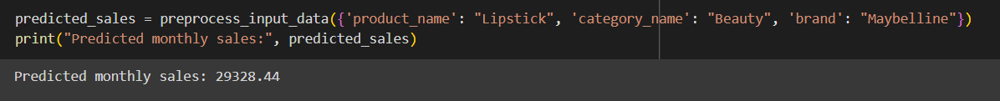 predicted_sales = preprocess_input_data({'product_name': "Lipstick", 'category_name': "Beauty", 'brand': "Maybelline"})
print("Predicted monthly sales:", predicted_sales)
Predicted monthly sales: 29328.44